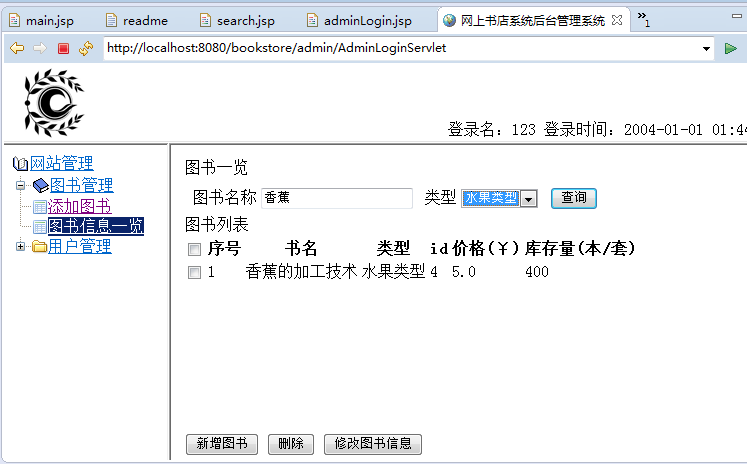 main.jsp readme search.jsp adminLogin.jsp 网上书店系统后台管理系统 »1
http://localhost:8080/bookstore/admin/AdminLoginServlet
登录名：123 登录时间：2004-01-01 01:44
网站管理
图书管理
添加图书
图书信息一览
用户管理
图书一览
图书名称 香蕉 类型 水果类型 查询
图书列表
序号 书名 类型 id 价格(￥) 库存量(本/套)
1 香蕉的加工技术 水果类型 4 5.0 400
新增图书 删除 修改图书信息